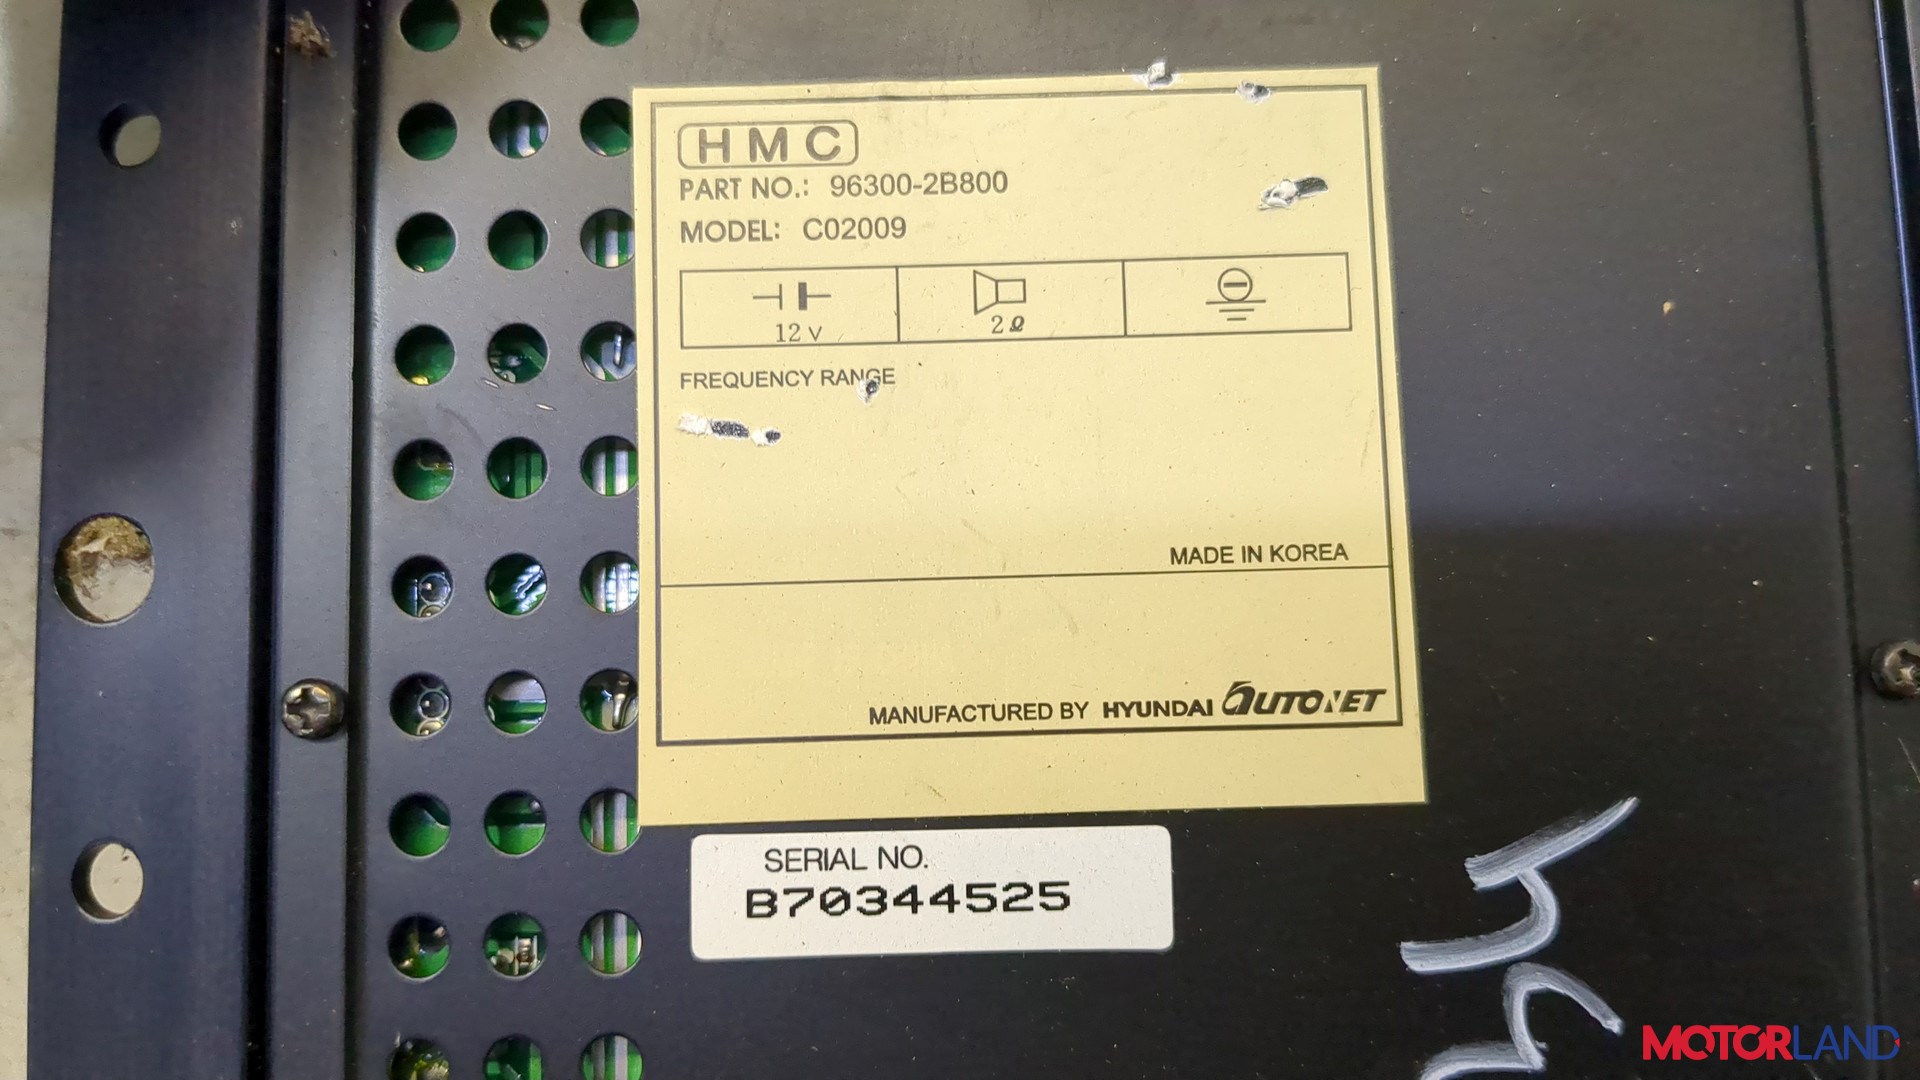 HMC
PART NO.: 96300-2B800
MODEL: C02009
12 V
2 Ω
FREQUENCY RANGE
MADE IN KOREA
MANUFACTURED BY HYUNDAI AUTONET
SERIAL NO.
B70344525
MOTORLAND